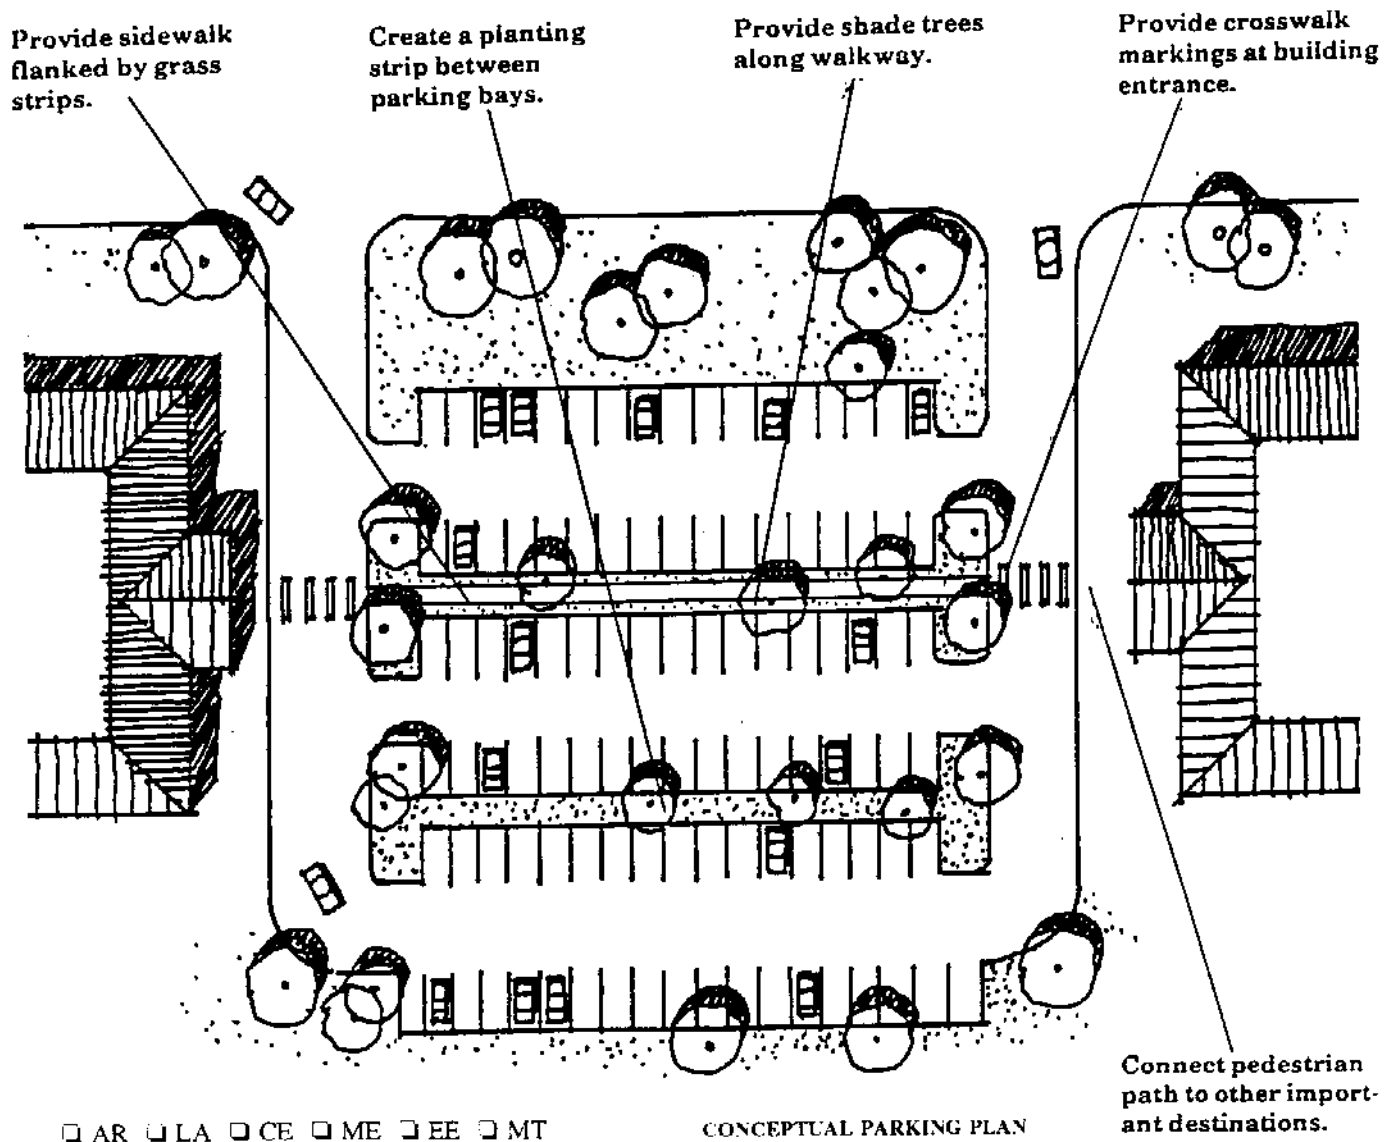 Provide sidewalk
flanked by grass
strips.
Create a planting
strip between
parking bays.
Provide shade trees
along walkway.
Provide crosswalk
markings at building
entrance.
Connect pedestrian
path to other import-
ant destinations.
❑ AR ❑ LA ❑ CE ❑ ME ❑ EE ❑ MT
CONCEPTUAL PARKING PLAN